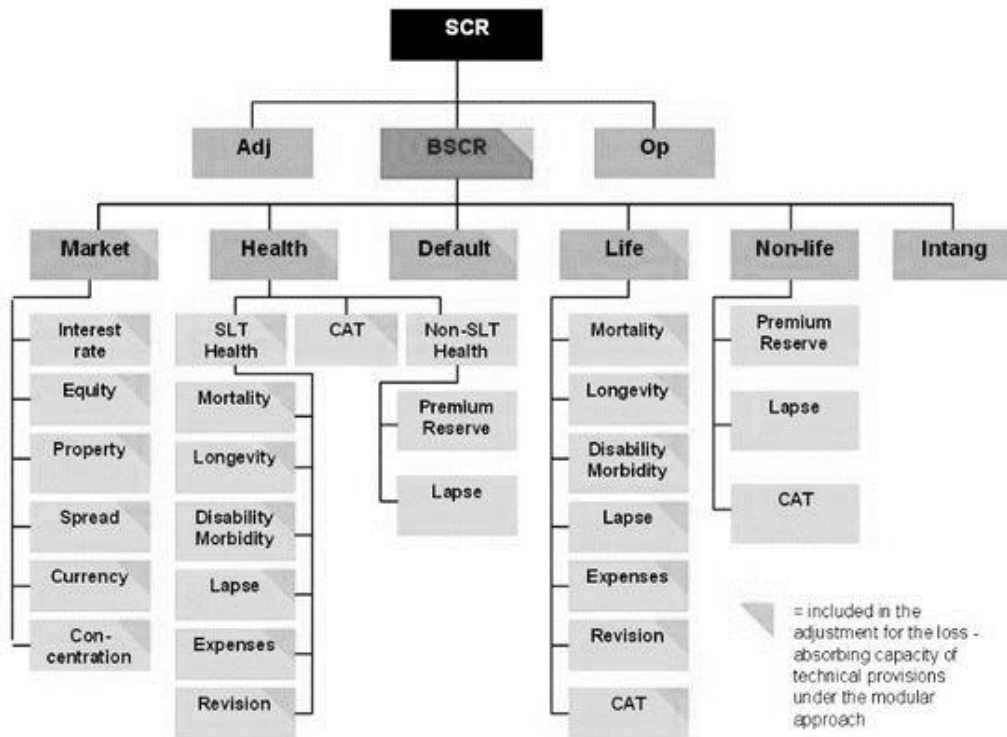 SCR
Adj
BSCR
Op
Market
Health
Default
Life
Non-life
Intang
Interest
rate
Equity
Property
Spread
Currency
Con-
centration
SLT
Health
CAT
Non-SLT
Health
Mortality
Longevity
Disability
Morbidity
Lapse
Expenses
Revision
Premium
Reserve
Lapse
Mortality
Longevity
Disability
Morbidity
Lapse
Expenses
Revision
CAT
Premium
Reserve
Lapse
CAT
= included in the
adjustment for the loss -
absorbing capacity of
technical provisions
under the modular
approach